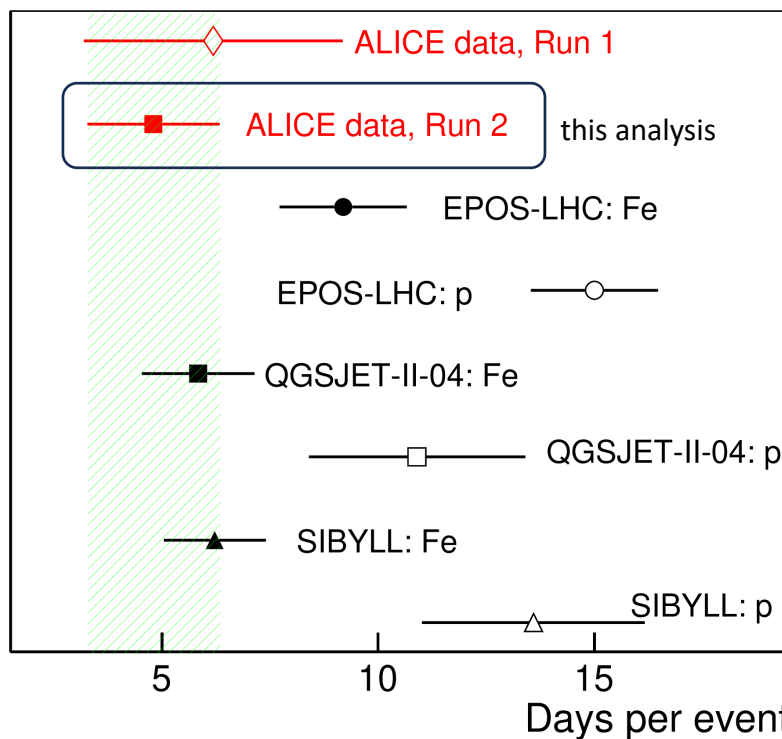 ALICE data, Run 1
ALICE data, Run 2
this analysis
EPOS-LHC: Fe
EPOS-LHC: p
QGSJET-II-04: Fe
QGSJET-II-04: p
SIBYLL: Fe
SIBYLL: p
5 10 15
Days per event